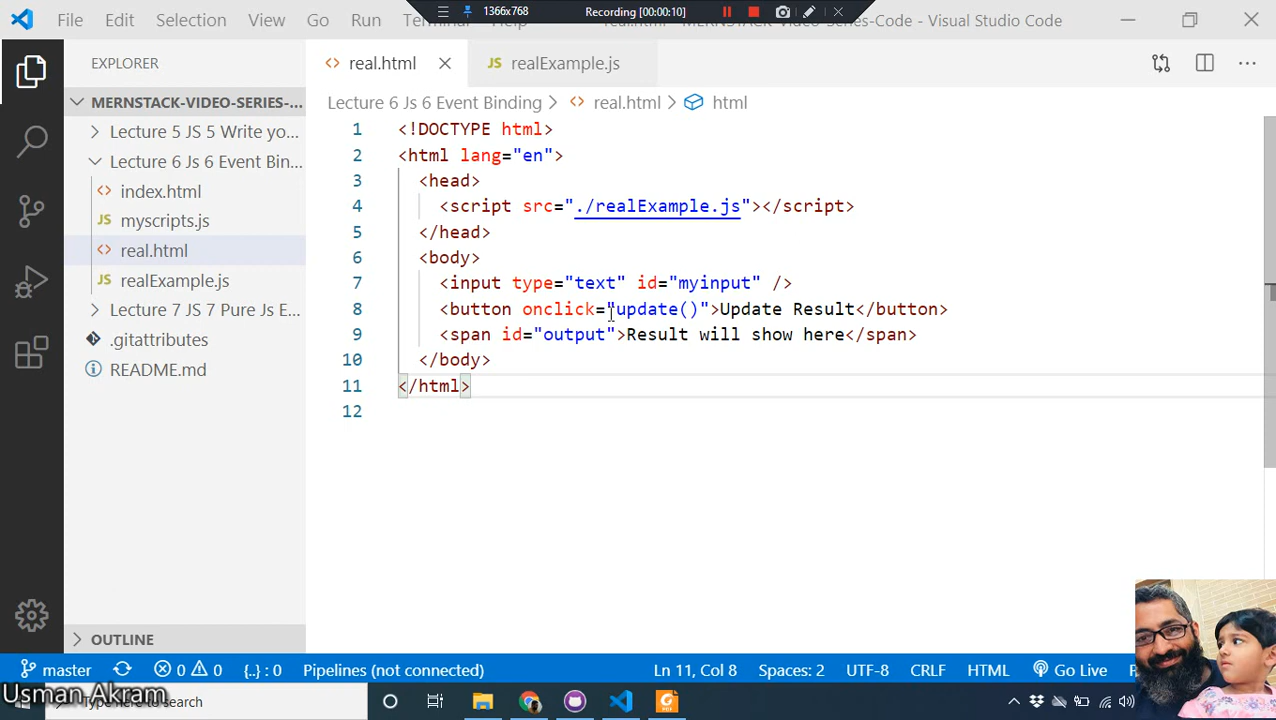 File Edit Selection View Go Run Terminal Help
1366x768 Recording [00:00:10]
MERNSTACK-Video-Series-Code - Visual Studio Code
EXPLORER
real.html
JS realExample.js
MERNSTACK-VIDEO-SERIES-...
Lecture 6 Js 6 Event Binding > real.html > html
Lecture 5 JS 5 Write yo...
Lecture 6 Js 6 Event Bin...
index.html
JS myscripts.js
real.html
JS realExample.js
Lecture 7 JS 7 Pure Js E...
.gitattributes
README.md
1 <!DOCTYPE html>
2 <html lang="en">
3 <head>
4 <script src="./realExample.js"></script>
5 </head>
6 <body>
7 <input type="text" id="myinput" />
8 <button onclick="update()">Update Result</button>
9 <span id="output">Result will show here</span>
10 </body>
11 </html>
12
OUTLINE
master 0 0 {..} : 0 Pipelines (not connected) Ln 11, Col 8 Spaces: 2 UTF-8 CRLF HTML Go Live
Usman Akram
Type here to search